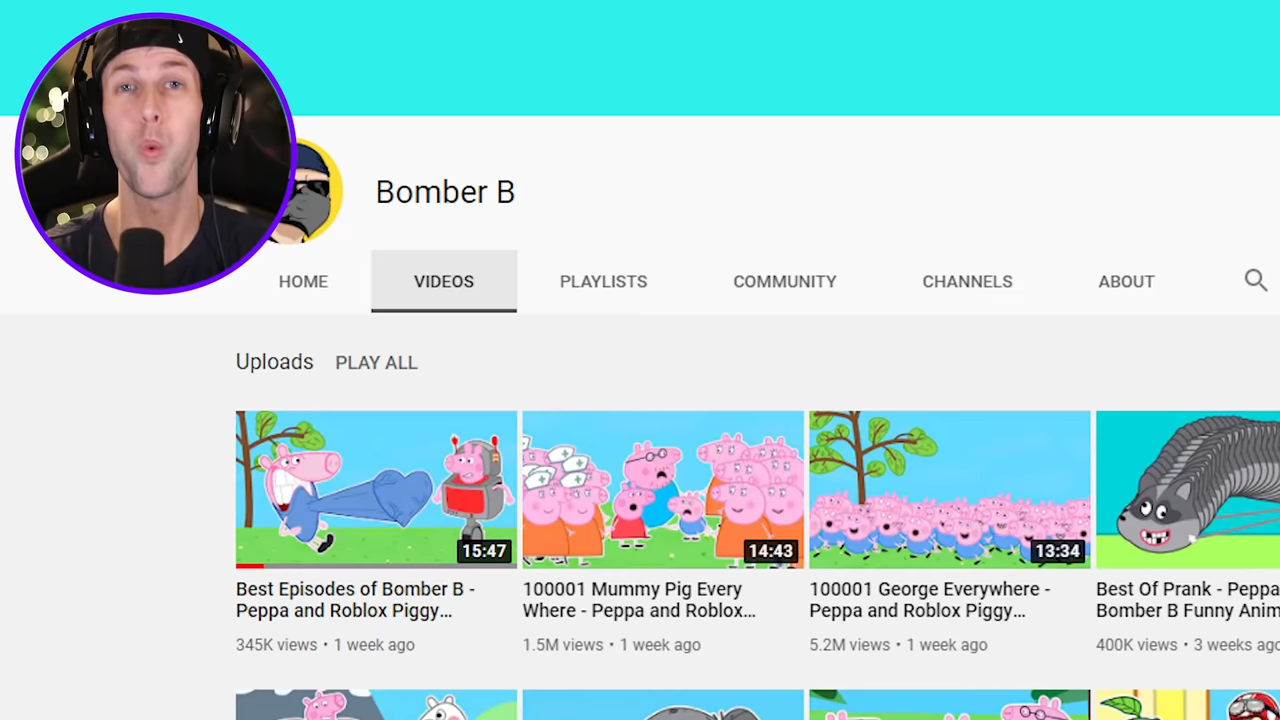 Bomber B
HOME VIDEOS PLAYLISTS COMMUNITY CHANNELS ABOUT
Uploads PLAY ALL
15:47 14:43 13:34
Best Episodes of Bomber B -
Peppa and Roblox Piggy…
345K views • 1 week ago
100001 Mummy Pig Every
Where - Peppa and Roblox…
1.5M views • 1 week ago
100001 George Everywhere -
Peppa and Roblox Piggy…
5.2M views • 1 week ago
Best Of Prank - Peppa
Bomber B Funny Anim
400K views • 3 weeks ago